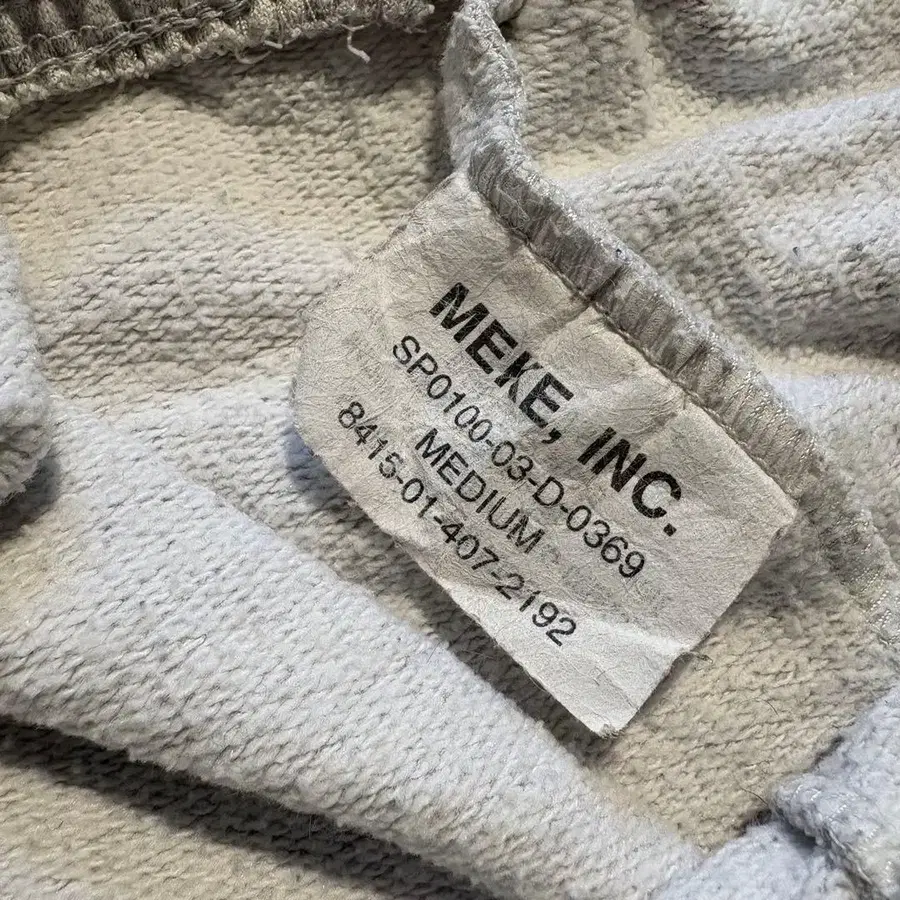 MEKE, INC.
SP0100-03-D-0369
MEDIUM
8415-01-407-2192